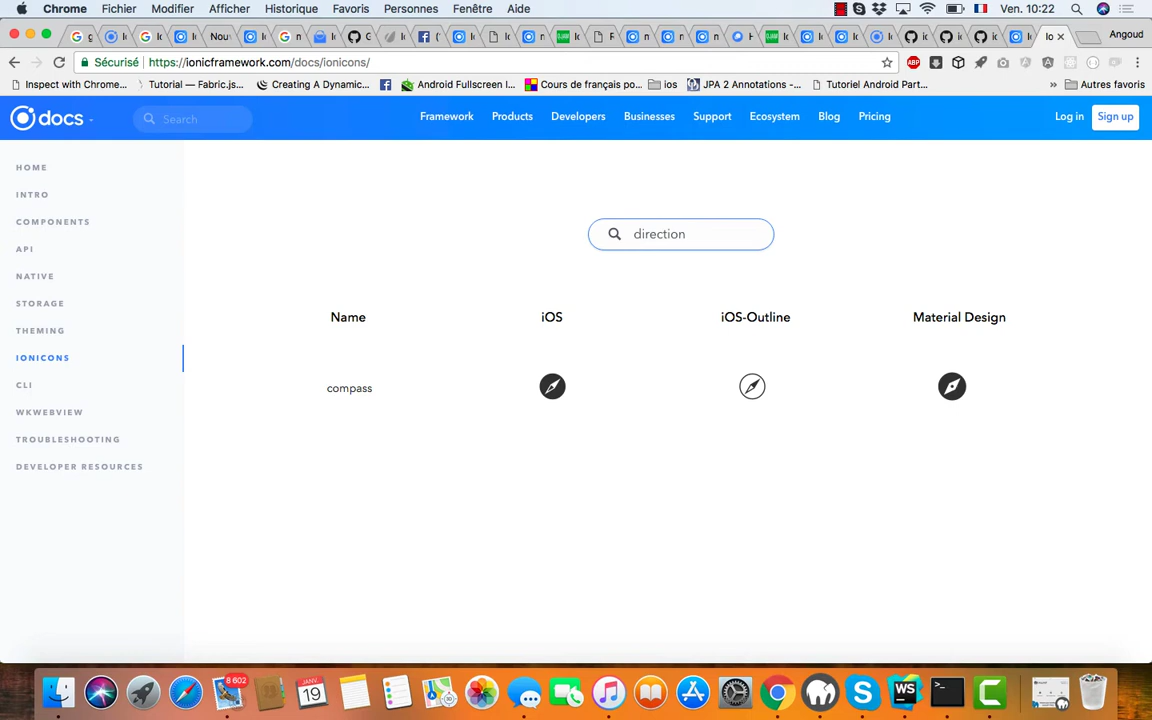 Chrome Fichier Modifier Afficher Historique Favoris Personnes Fenêtre Aide Ven. 10:22
Nou Angoud
Sécurisé https://ionicframework.com/docs/ionicons/
Inspect with Chrome... Tutorial — Fabric.js... Creating A Dynamic... Android Fullscreen I... Cours de français po... ios JPA 2 Annotations -... Tutoriel Android Part... » Autres favoris
docs Search Framework Products Developers Businesses Support Ecosystem Blog Pricing Log in Sign up
HOME
INTRO
COMPONENTS
API
NATIVE
STORAGE
THEMING
IONICONS
CLI
WKWEBVIEW
TROUBLESHOOTING
DEVELOPER RESOURCES
direction
Name iOS iOS-Outline Material Design
compass
8 602
JANV.
19
WS